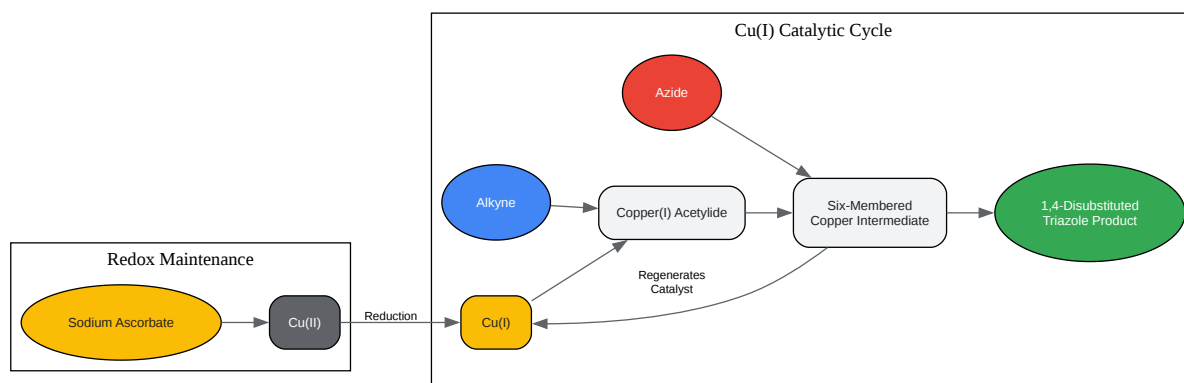 Cu(I) Catalytic Cycle
Azide
Alkyne
Copper(I) Acetylide
Six-Membered
Copper Intermediate
1,4-Disubstituted
Triazole Product
Redox Maintenance
Sodium Ascorbate
Cu(II)
Reduction
Cu(I)
Regenerates
Catalyst